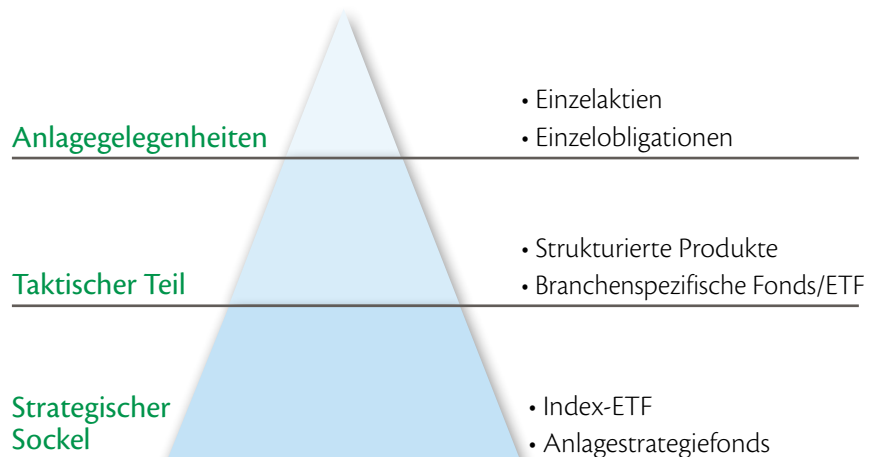 Anlagegelegenheiten
• Einzelaktien
• Einzelobligationen
Taktischer Teil
• Strukturierte Produkte
• Branchenspezifische Fonds/ETF
Strategischer
Sockel
• Index-ETF
• Anlagestrategiefonds